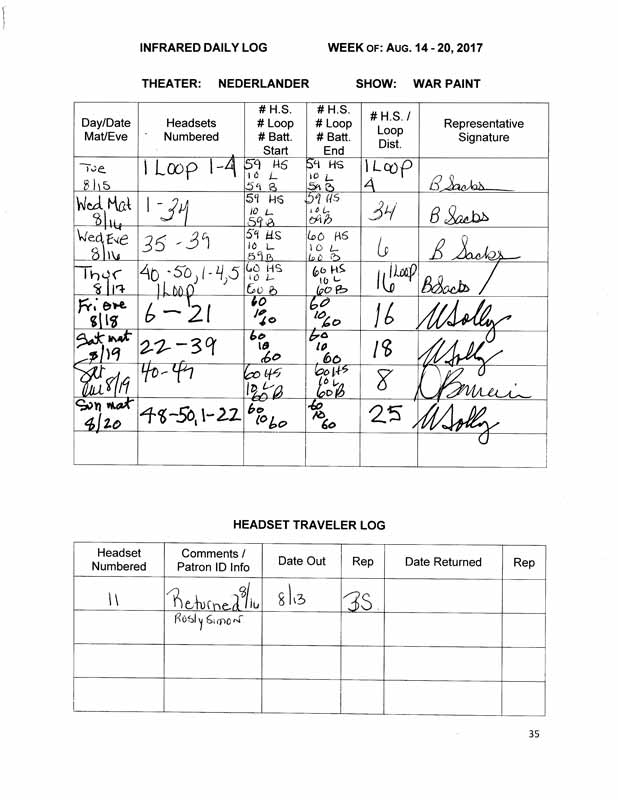 INFRARED DAILY LOG WEEK OF: AUG. 14 - 20, 2017
THEATER: NEDERLANDER SHOW: WAR PAINT
Day/Date Mat/Eve Headsets Numbered # H.S. # Loop # Batt. Start # H.S. # Loop # Batt. End # H.S. / Loop Dist. Representative Signature
Tue 8/15 1 Loop 1-4 59 HS 10 L 59 B 59 HS 10 L 59 B 1 Loop 4 B Sacks
Wed Mat 8/16 1 - 34 59 HS 10 L 59 B 59 HS 10 L 59 B 34 B Sacks
Wed Eve 8/16 35 - 39 59 HS 10 L 59 B 60 HS 10 L 60 B 6 B Sacks
Thur 8/17 40 -50, 1-4, 5 1 Loop 60 HS 10 L 60 B 60 HS 10 L 60 B 16 1 Loop B Sacks
Fri eve 8/18 6 - 21 60 10 60 60 10 60 16 M Solly
Sat mat 8/19 22 - 39 60 10 60 60 10 60 18 M Solly
Sat eve 8/19 40 - 47 60 HS 10 L 60 B 60 HS 10 L 60 B 8
Sun mat 8/20 48-50, 1-22 60 10 60 60 10 60 25 M Solly
HEADSET TRAVELER LOG
Headset Numbered Comments / Patron ID Info Date Out Rep Date Returned Rep
11 Returned 8/16 8/13 BS
Rosly Simon
35